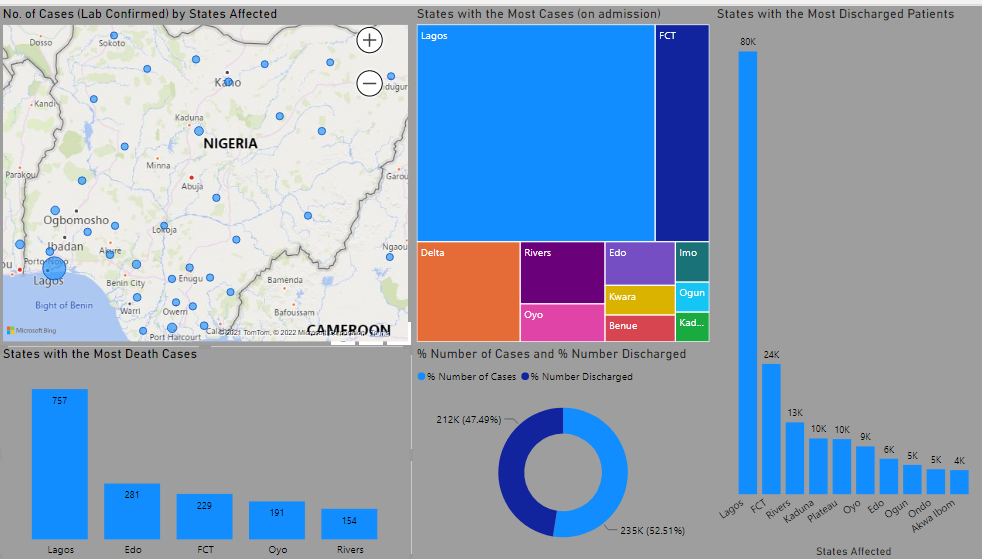 No. of Cases (Lab Confirmed) by States Affected
Dosso
Sokoto
Kano
dugur
Kandi
Kaduna
NIGERIA
Minna
Parakou
Abuja
Garou
Ogbomosho
Lokoja
Ibadan
Akure
Ngaou
ou
Porto-Novo
Lagos
Benin City
Enugu
Bamenda
Bight of Benin
Warri
Owerri
Bafoussam
Microsoft Bing
Port Harcourt
Cala
© 2021 TomTom, © 2022 Microsoft
CAMEROON
States with the Most Cases (on admission)
Lagos
FCT
Delta
Rivers
Edo
Imo
Kwara
Ogun
Oyo
Benue
Kad...
States with the Most Discharged Patients
80K
24K
13K
10K
10K
9K
6K
5K
5K
4K
Lagos
FCT
Rivers
Kaduna
Plateau
Oyo
Edo
Ogun
Ondo
Akwa Ibom
States Affected
States with the Most Death Cases
757
281
229
191
154
Lagos
Edo
FCT
Oyo
Rivers
% Number of Cases and % Number Discharged
% Number of Cases
% Number Discharged
212K (47.49%)
235K (52.51%)